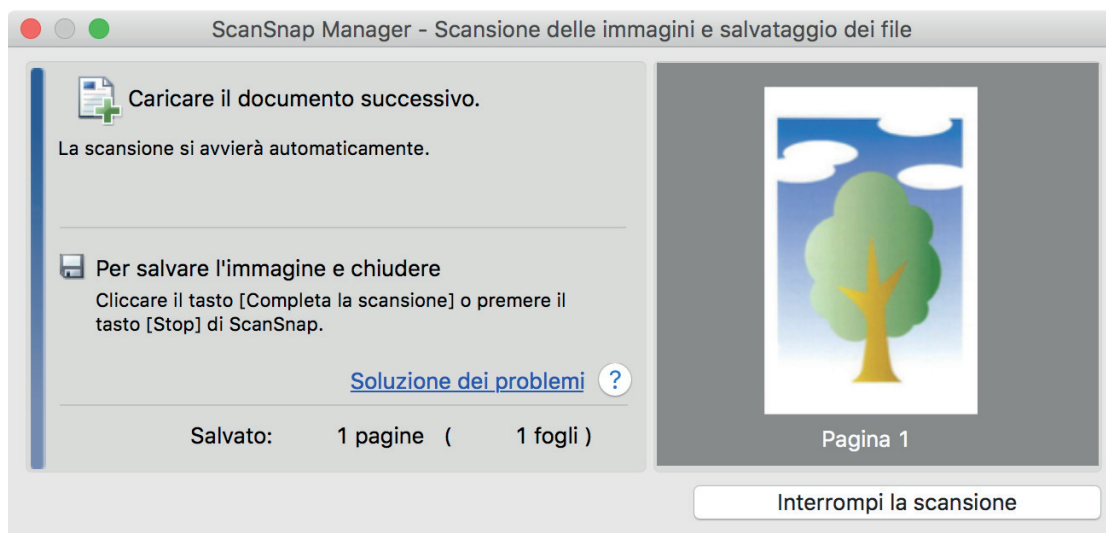 ScanSnap Manager - Scansione delle immagini e salvataggio dei file
Caricare il documento successivo.
La scansione si avvierà automaticamente.
Per salvare l'immagine e chiudere
Cliccare il tasto [Completa la scansione] o premere il
tasto [Stop] di ScanSnap.
Soluzione dei problemi ?
Salvato: 1 pagine ( 1 fogli )
Pagina 1
Interrompi la scansione